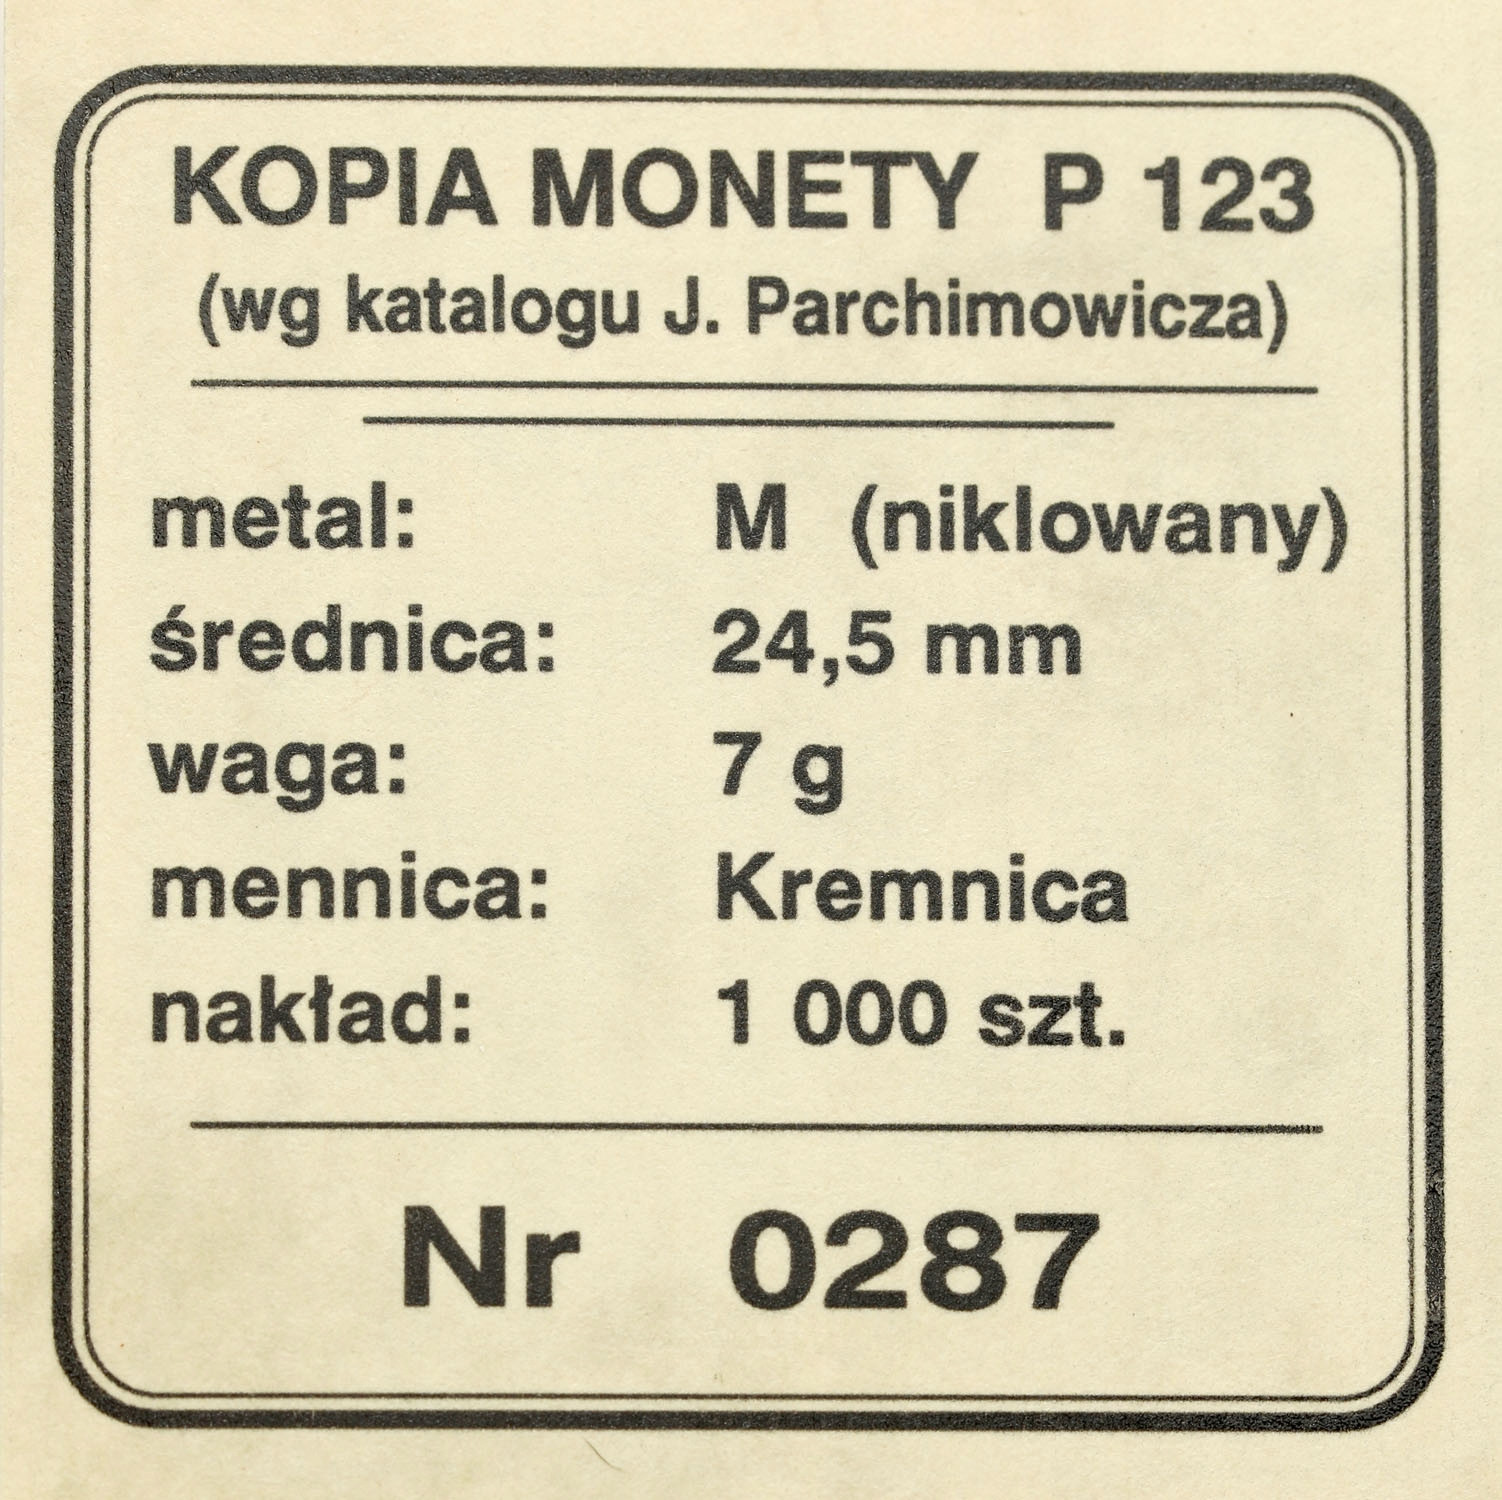 KOPIA MONETY P 123
(wg katalogu J. Parchimowicza)
metal: M (niklowany)
średnica: 24,5 mm
waga: 7 g
mennica: Kremnica
nakład: 1 000 szt.
Nr 0287